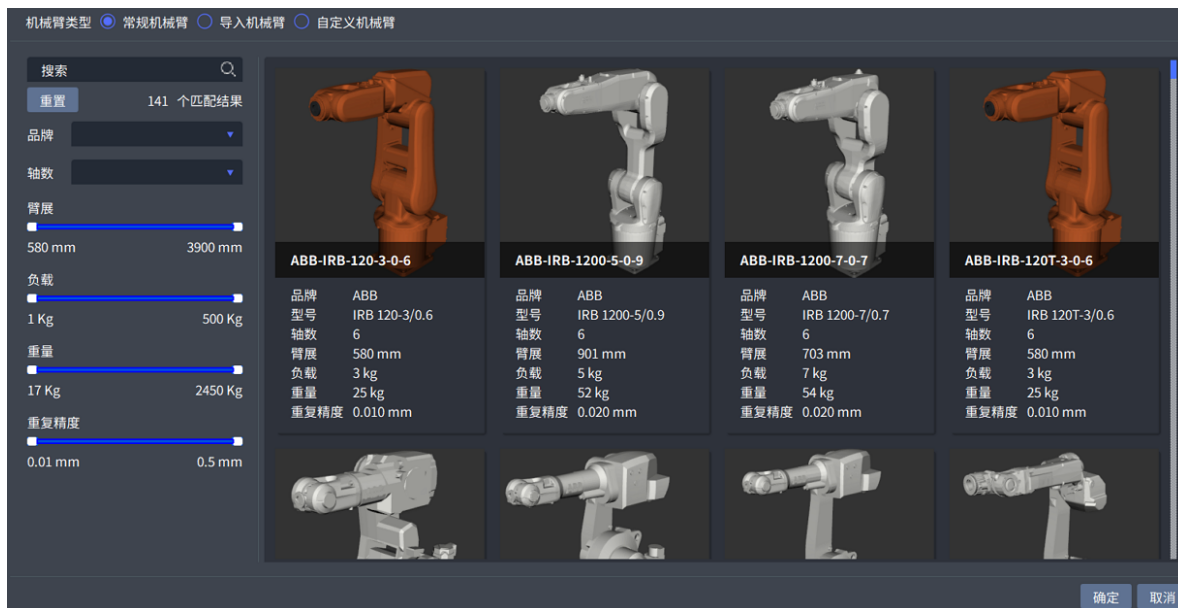 机械臂类型 常规机械臂 导入机械臂 自定义机械臂
搜索
重置 141 个匹配结果
品牌
轴数
臂展
580 mm 3900 mm
负载
1 Kg 500 Kg
重量
17 Kg 2450 Kg
重复精度
0.01 mm 0.5 mm
ABB-IRB-120-3-0-6
品牌 ABB
型号 IRB 120-3/0.6
轴数 6
臂展 580 mm
负载 3 kg
重量 25 kg
重复精度 0.010 mm
ABB-IRB-1200-5-0-9
品牌 ABB
型号 IRB 1200-5/0.9
轴数 6
臂展 901 mm
负载 5 kg
重量 52 kg
重复精度 0.020 mm
ABB-IRB-1200-7-0-7
品牌 ABB
型号 IRB 1200-7/0.7
轴数 6
臂展 703 mm
负载 7 kg
重量 54 kg
重复精度 0.020 mm
ABB-IRB-120T-3-0-6
品牌 ABB
型号 IRB 120T-3/0.6
轴数 6
臂展 580 mm
负载 3 kg
重量 25 kg
重复精度 0.010 mm
确定 取消